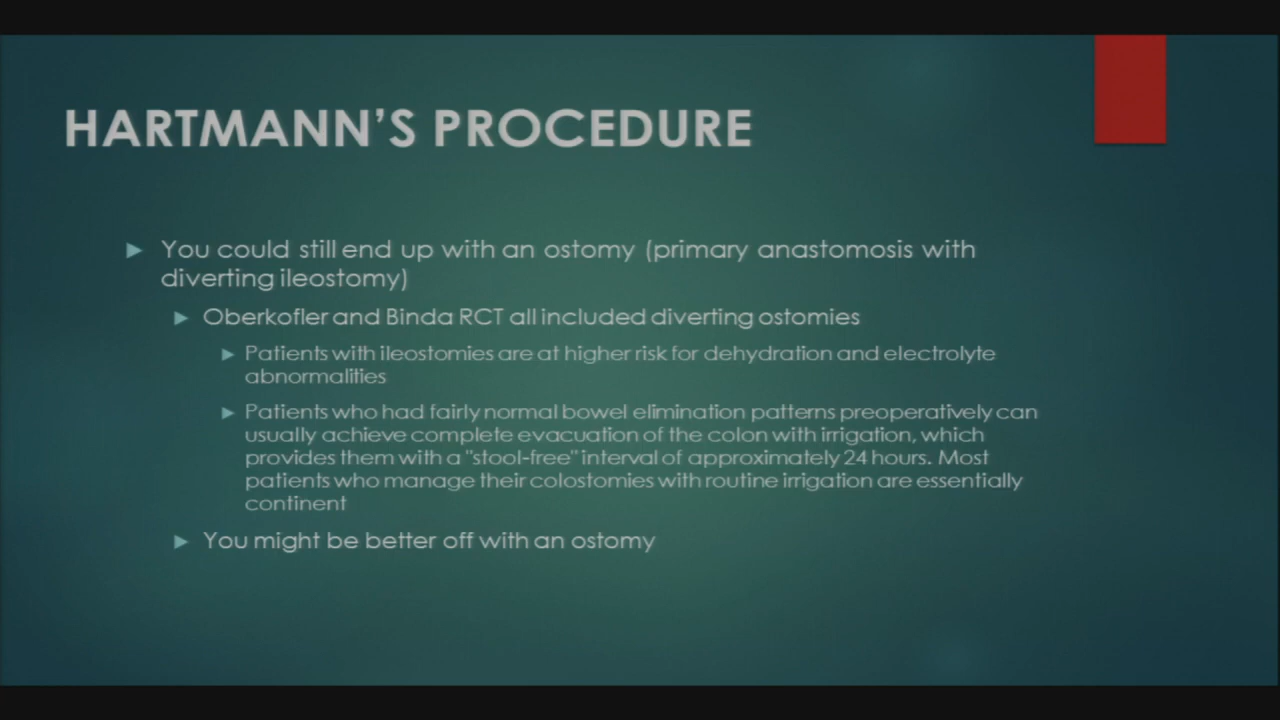 HARTMANN'S PROCEDURE
You could still end up with an ostomy (primary anastomosis with
diverting ileostomy)
Oberkofler and Binda RCT all included diverting ostomies
Patients with ileostomies are at higher risk for dehydration and electrolyte
abnormalities
Patients who had fairly normal bowel elimination patterns preoperatively can
usually achieve complete evacuation of the colon with irrigation, which
provides them with a "stool-free" interval of approximately 24 hours. Most
patients who manage their colostomies with routine irrigation are essentially
continent
You might be better off with an ostomy